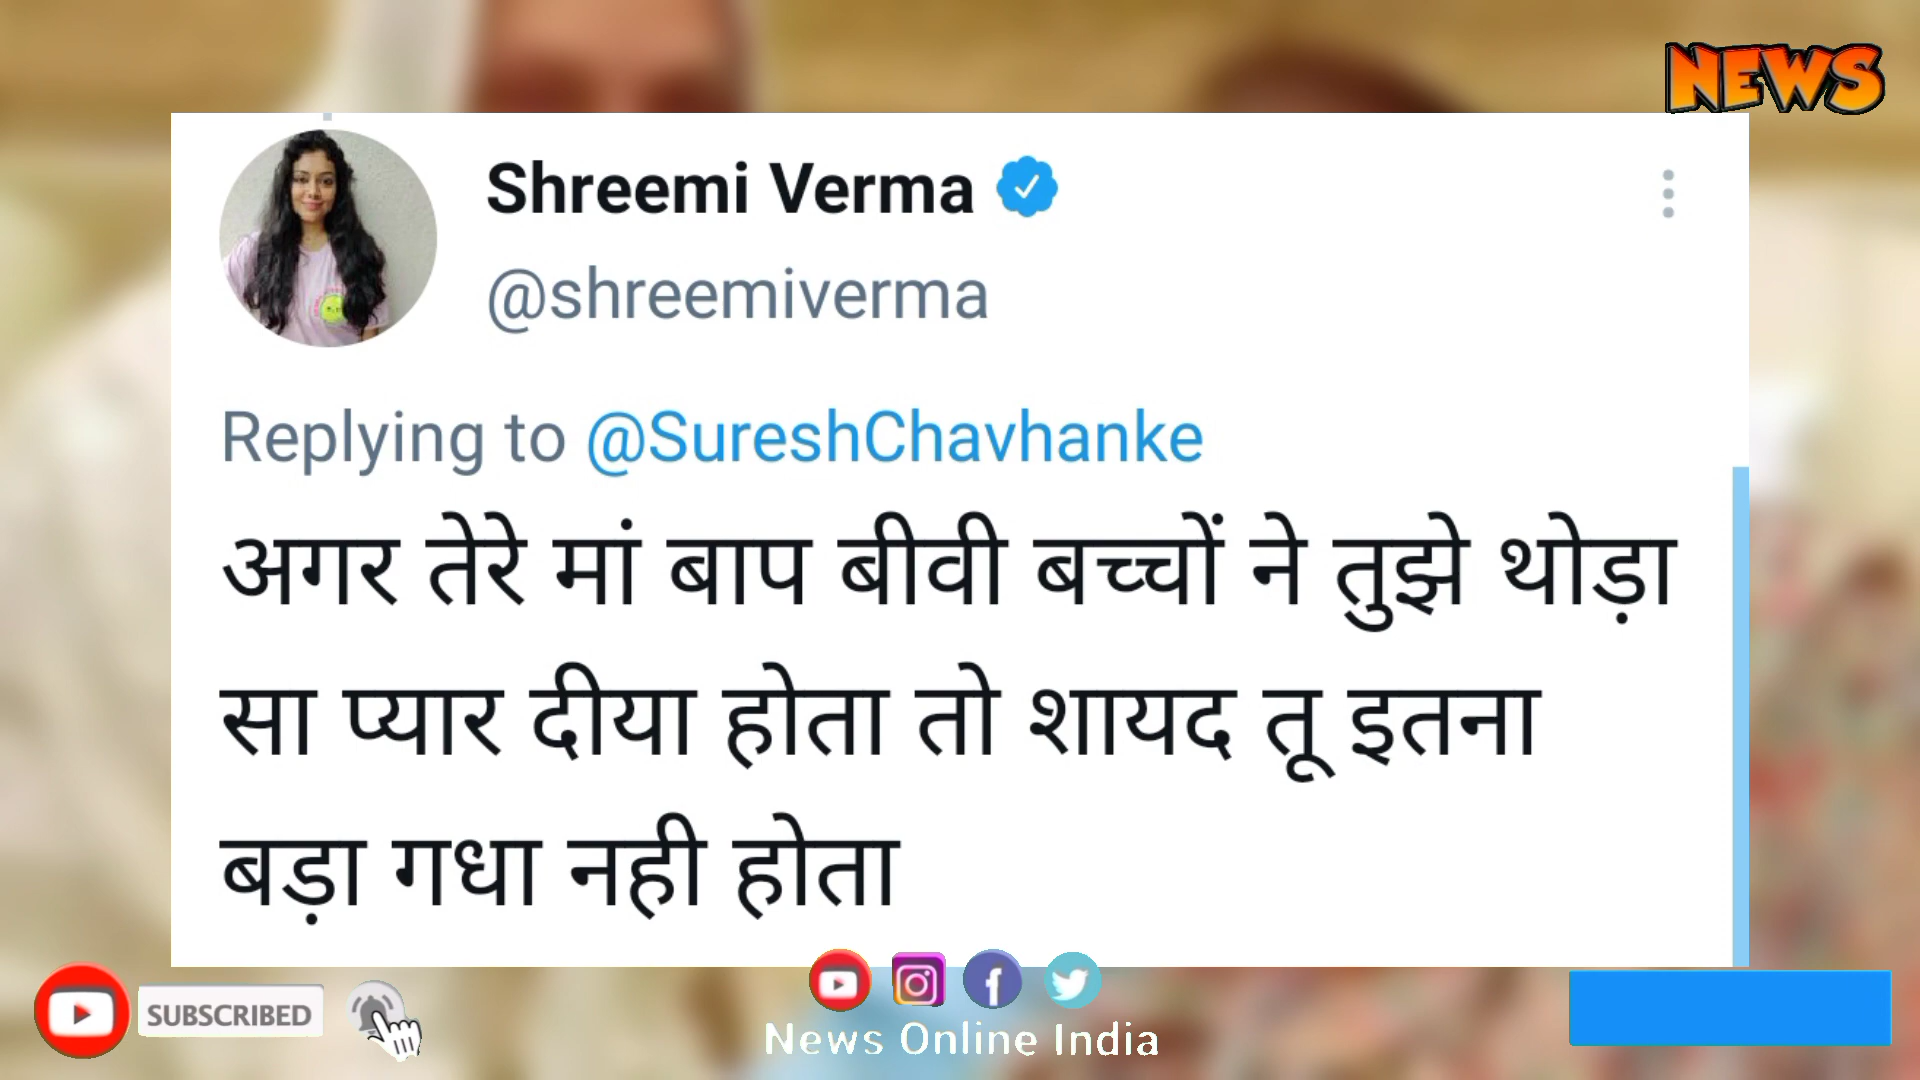 NEWS
Shreemi Verma
@shreemiverma
Replying to @SureshChavhanke
अगर तेरे मां बाप बीवी बच्चों ने तुझे थोड़ा
सा प्यार दीया होता तो शायद तू इतना
बड़ा गधा नही होता
SUBSCRIBED
News Online India